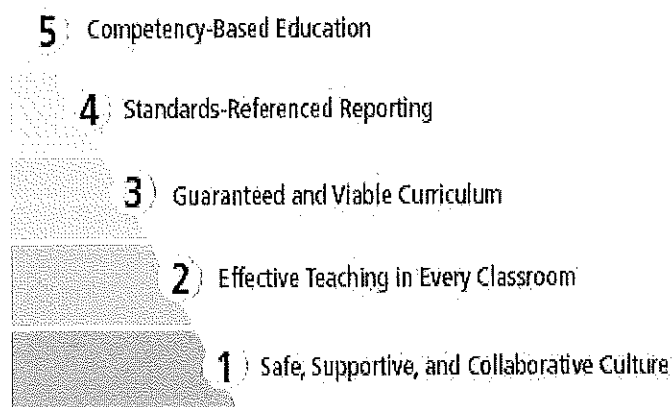 5 Competency-Based Education
4 Standards-Referenced Reporting
3 Guaranteed and Viable Curriculum
2 Effective Teaching in Every Classroom
1 Safe, Supportive, and Collaborative Culture